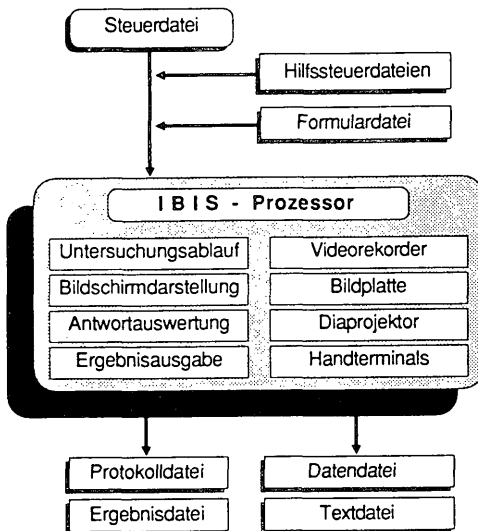 Steuerdatei
Hilfssteuerdateien
Formulardatei
IBIS - Prozessor
Untersuchungsablauf
Videorekorder
Bildschirmdarstellung
Bildplatte
Antwortauswertung
Diaprojektor
Ergebnisausgabe
Handterminals
Protokolldatei
Datendatei
Ergebnisdatei
Textdatei